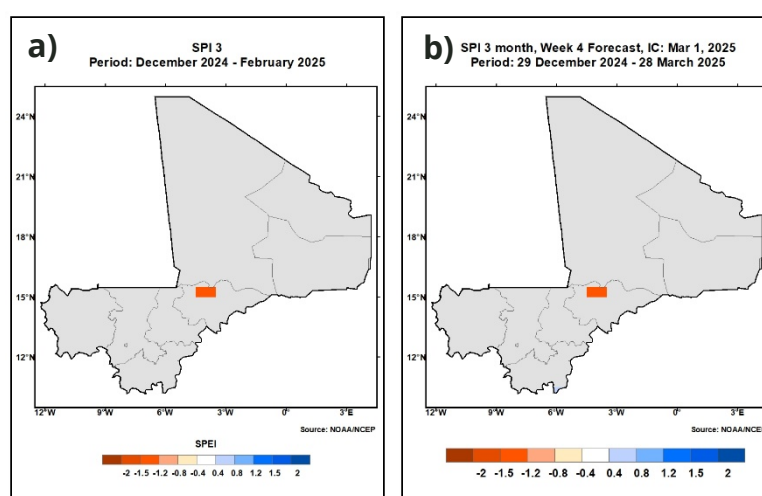 a)
SPI 3
Period: December 2024 - February 2025
24°N
21°N
18°N
15°N
12°N
12°W 9°W 6°W 3°W 0° 3°E
Source: NOAA/NCEP
SPEI
-2 -1.5 -1.2 -0.8 -0.4 0.4 0.8 1.2 1.5 2
b)
SPI 3 month, Week 4 Forecast, IC: Mar 1, 2025
Period: 29 December 2024 - 28 March 2025
24°N
21°N
18°N
15°N
12°N
12°W 9°W 6°W 3°W 0° 3°E
Source: NOAA/NCE
-2 -1.5 -1.2 -0.8 -0.4 0.4 0.8 1.2 1.5 2